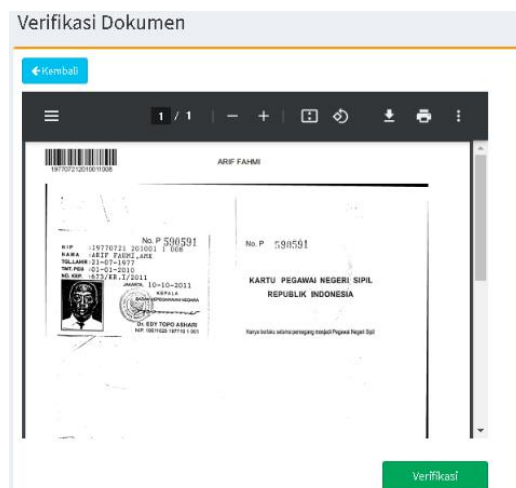 Verifikasi Dokumen
Kembali
1 / 1
197707212010011008
ARIF FAHMI
No. P 590591
NIP :19770721 201001 1 008
NAMA :ARIF FAHMI,AMK
TGL.LAHIR :21-07-1977
TMT.PNS :01-01-2010
NO. KEP. :673/KR.I/2011
JAKARTA, 10-10-2011
KEPALA
BADAN KEPEGAWAIAN NEGARA
Dr. EDY TOPO ASHARI
No. P 590591
KARTU PEGAWAI NEGERI SIPIL
REPUBLIK INDONESIA
Hanya berlaku selama pemegang menjadi Pegawai Negeri Sipil
Verifikasi